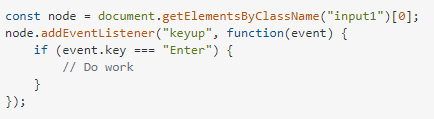 const node = document.getElementsByClassName("input1")[0];
node.addEventListener("keyup", function(event) {
    if (event.key === "Enter") {
        // Do work
    }
});